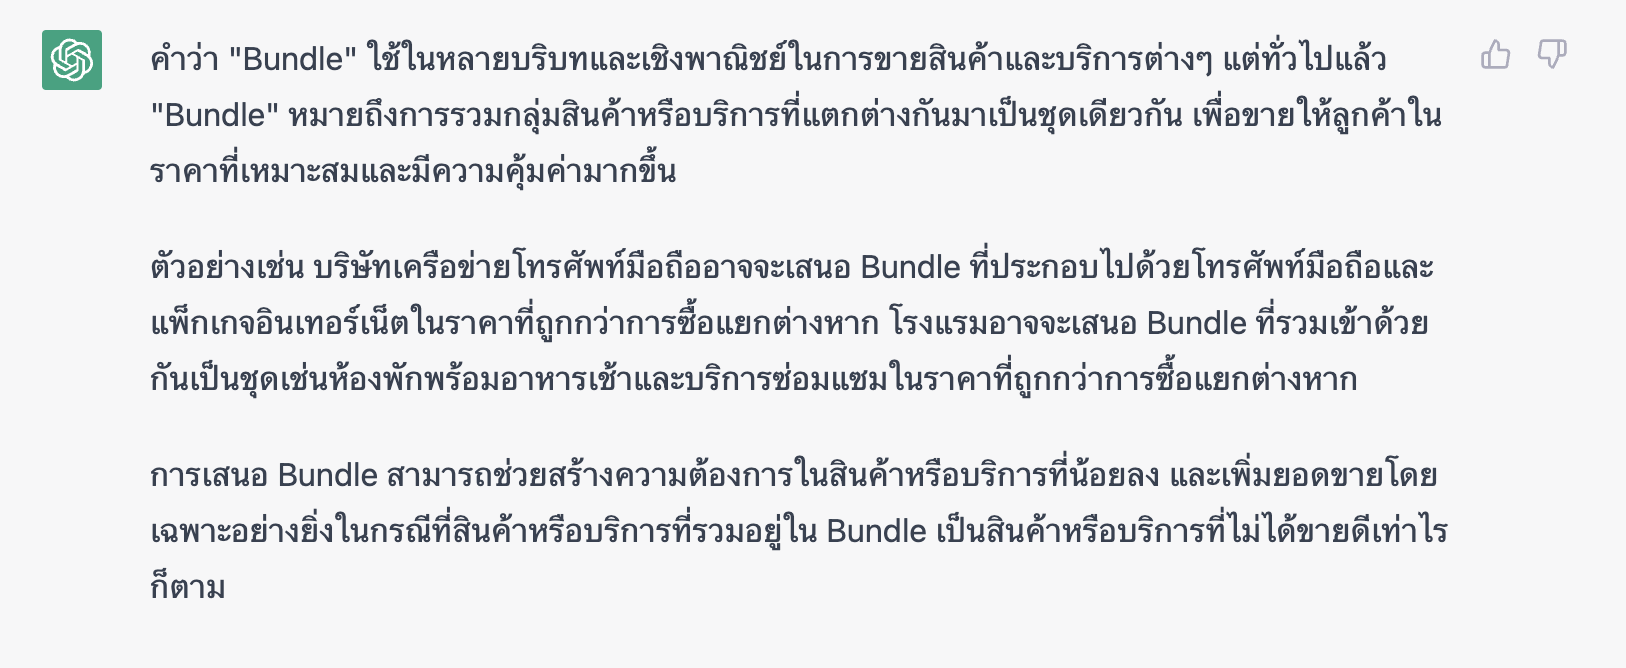 คำว่า "Bundle" ใช้ในหลายบริบทและเชิงพาณิชย์ในการขายสินค้าและบริการต่างๆ แต่ทั่วไปแล้ว
"Bundle" หมายถึงการรวมกลุ่มสินค้าหรือบริการที่แตกต่างกันมาเป็นชุดเดียวกัน เพื่อขายให้ลูกค้าใน
ราคาที่เหมาะสมและมีความคุ้มค่ามากขึ้น
ตัวอย่างเช่น บริษัทเครือข่ายโทรศัพท์มือถืออาจจะเสนอ Bundle ที่ประกอบไปด้วยโทรศัพท์มือถือและ
แพ็กเกจอินเทอร์เน็ตในราคาที่ถูกกว่าการซื้อแยกต่างหาก โรงแรมอาจจะเสนอ Bundle ที่รวมเข้าด้วย
กันเป็นชุดเช่นห้องพักพร้อมอาหารเช้าและบริการซ่อมแซมในราคาที่ถูกกว่าการซื้อแยกต่างหาก
การเสนอ Bundle สามารถช่วยสร้างความต้องการในสินค้าหรือบริการที่น้อยลง และเพิ่มยอดขายโดย
เฉพาะอย่างยิ่งในกรณีที่สินค้าหรือบริการที่รวมอยู่ใน Bundle เป็นสินค้าหรือบริการที่ไม่ได้ขายดีเท่าไร
ก็ตาม